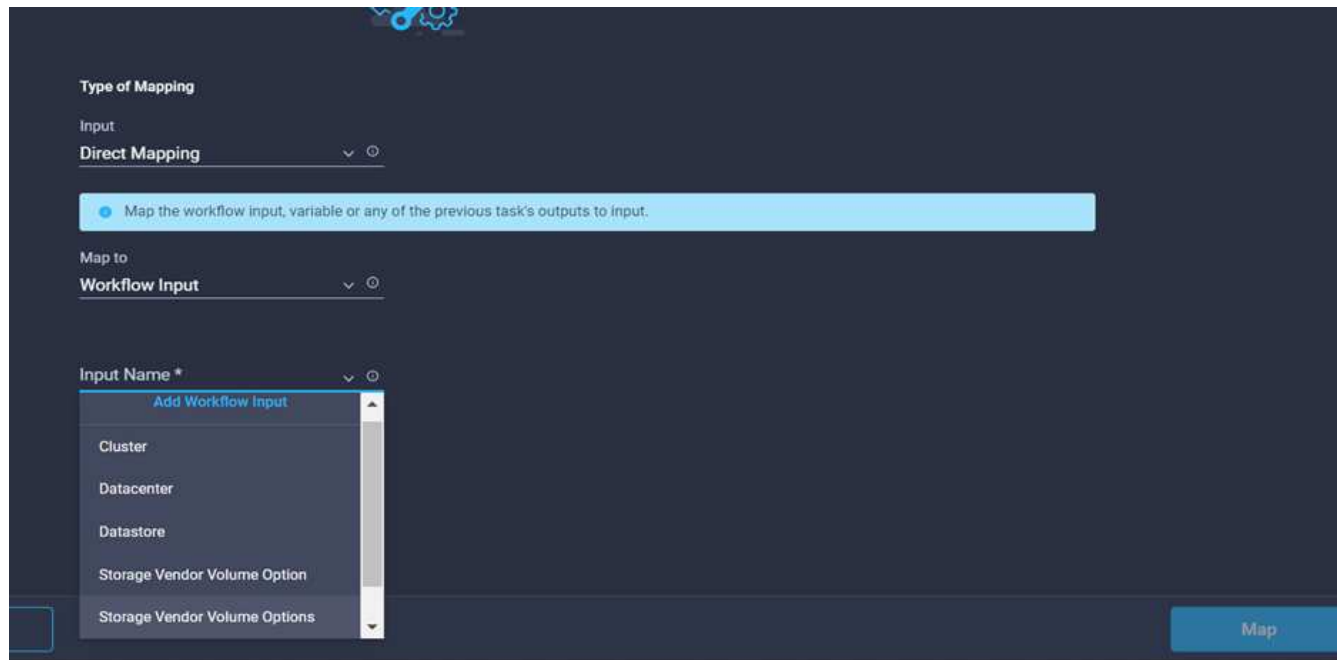 Type of Mapping
Input
Direct Mapping
Map the workflow input, variable or any of the previous task's outputs to input.
Map to
Workflow Input
Input Name *
Add Workflow Input
Cluster
Datacenter
Datastore
Storage Vendor Volume Option
Storage Vendor Volume Options
Map